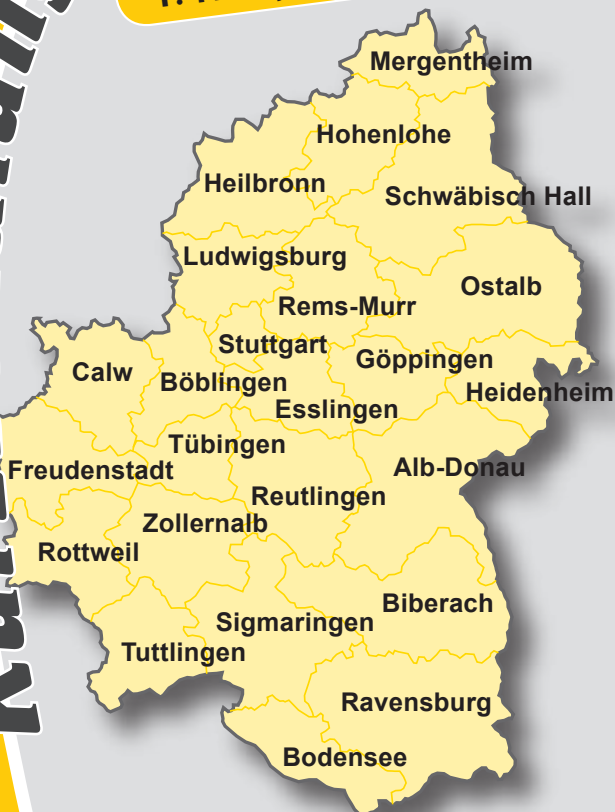 Mergentheim
Hohenlohe
Heilbronn
Schwäbisch Hall
Ludwigsburg
Ostalb
Rems-Murr
Stuttgart
Göppingen
Calw
Böblingen
Heidenheim
Esslingen
Tübingen
Alb-Donau
Freudenstadt
Reutlingen
Zollernalb
Rottweil
Biberach
Sigmaringen
Tuttlingen
Ravensburg
Bodensee